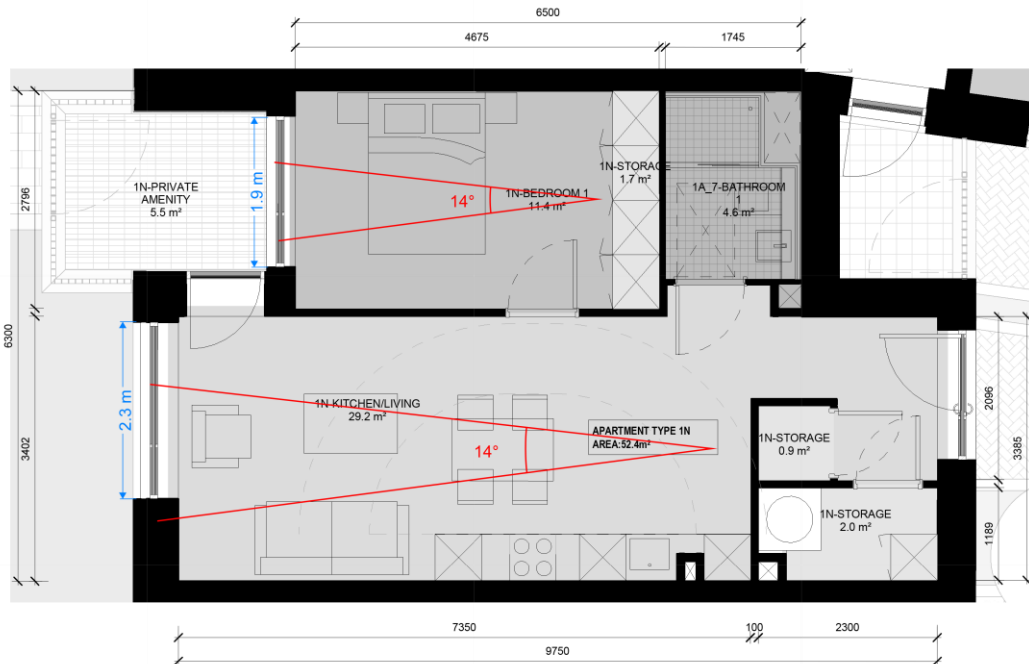 6500
4675
1745
2796
1N-PRIVATE
AMENITY
5.5 m²
1.9 m
14°
1N-BEDROOM 1
11.4 m²
1N-STORAGE
1.7 m²
1A_7-BATHROOM
1
4.6 m²
6300
3402
2.3 m
1N-KITCHEN/LIVING
29.2 m²
14°
APARTMENT TYPE 1N
AREA:52.4m²
1N-STORAGE
0.9 m²
1N-STORAGE
2.0 m²
2096
3385
1189
7350
100
2300
9750